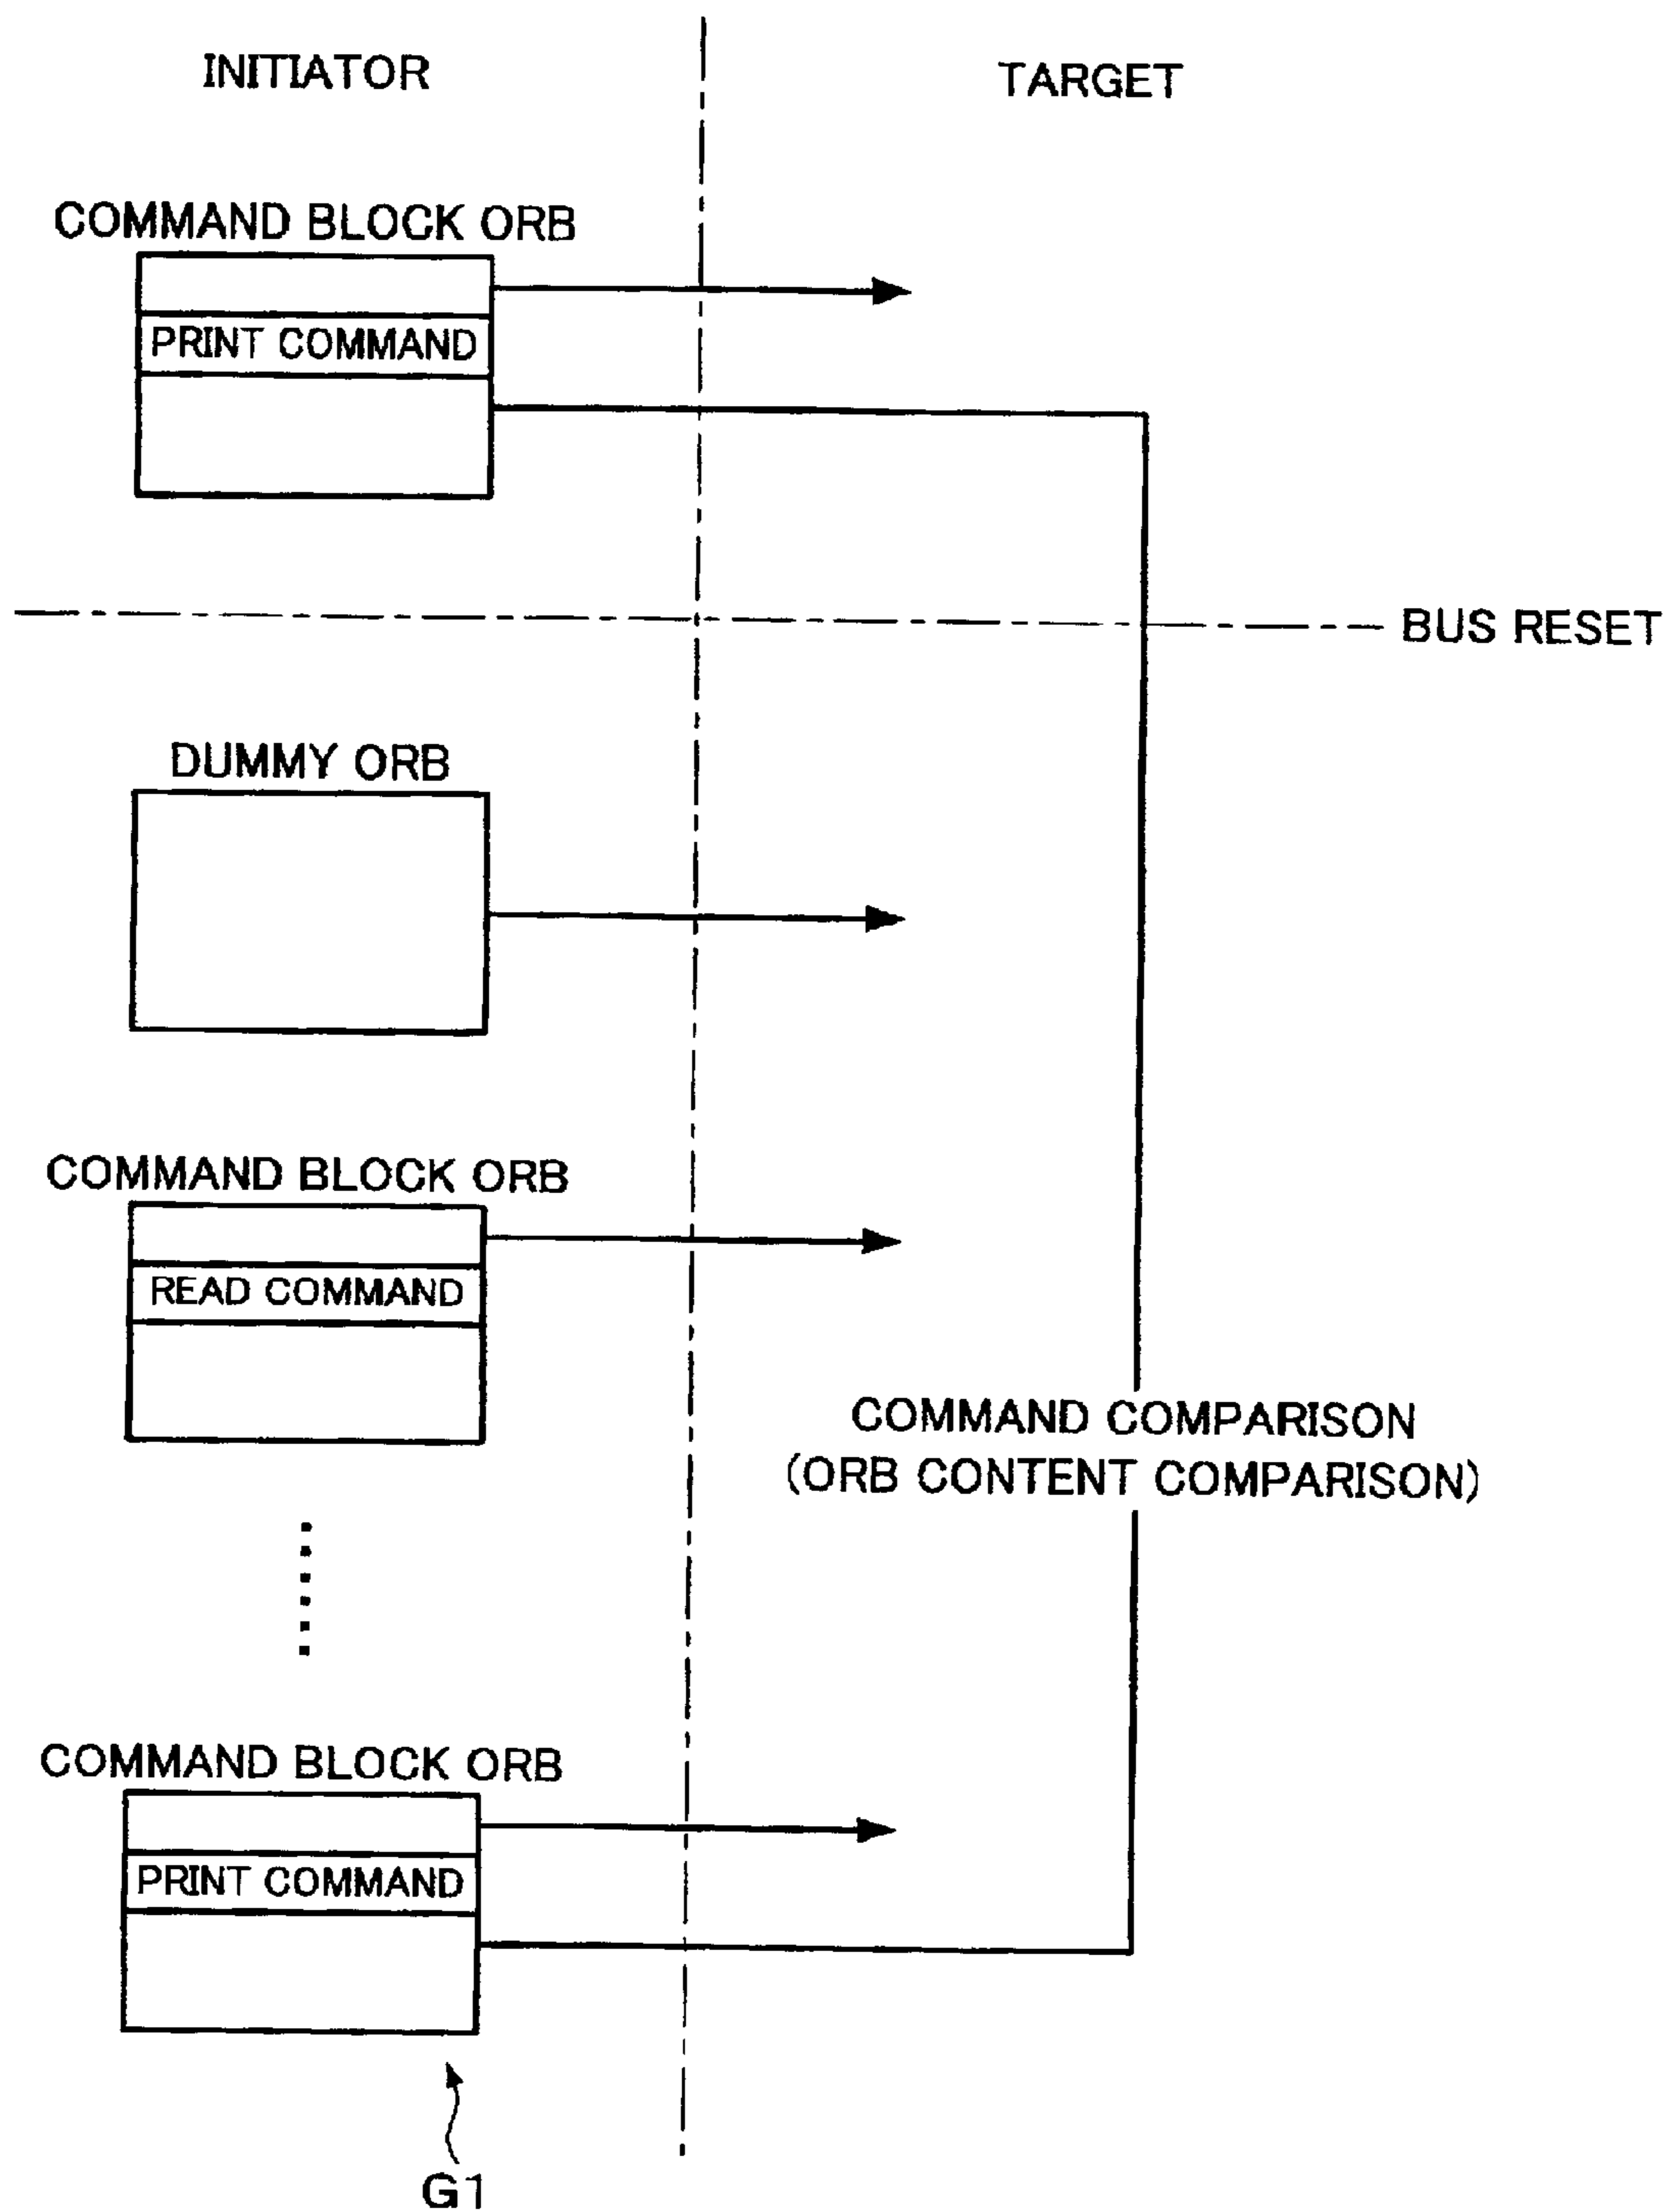 INITIATOR
TARGET
COMMAND BLOCK ORB
PRINT COMMAND
BUS RESET
DUMMY ORB
COMMAND BLOCK ORB
READ COMMAND
COMMAND COMPARISON
(ORB CONTENT COMPARISON)
COMMAND BLOCK ORB
PRINT COMMAND
G1